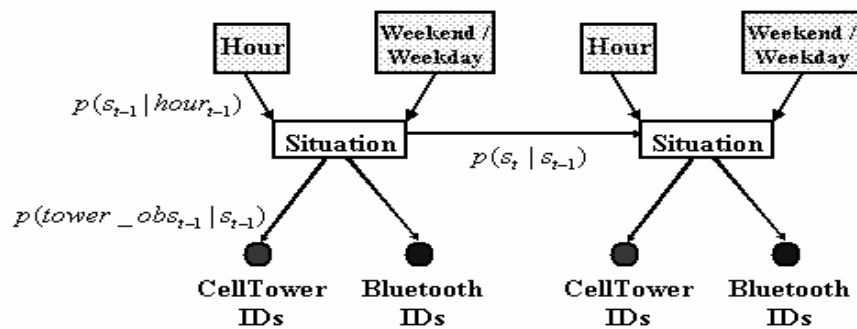 Hour
Weekend /
Weekday
Hour
Weekend /
Weekday
p(s_{t-1}|hour_{t-1})
Situation
p(s_t | s_{t-1})
Situation
p(tower_obs_{t-1}|s_{t-1})
CellTower
IDs
Bluetooth
IDs
CellTower
IDs
Bluetooth
IDs